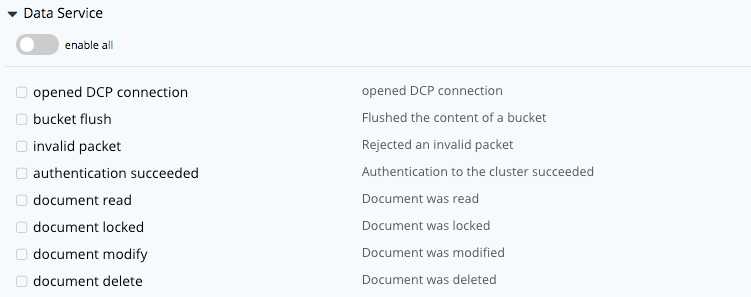 Data Service
enable all
opened DCP connection opened DCP connection
bucket flush Flushed the content of a bucket
invalid packet Rejected an invalid packet
authentication succeeded Authentication to the cluster succeeded
document read Document was read
document locked Document was locked
document modify Document was modified
document delete Document was deleted